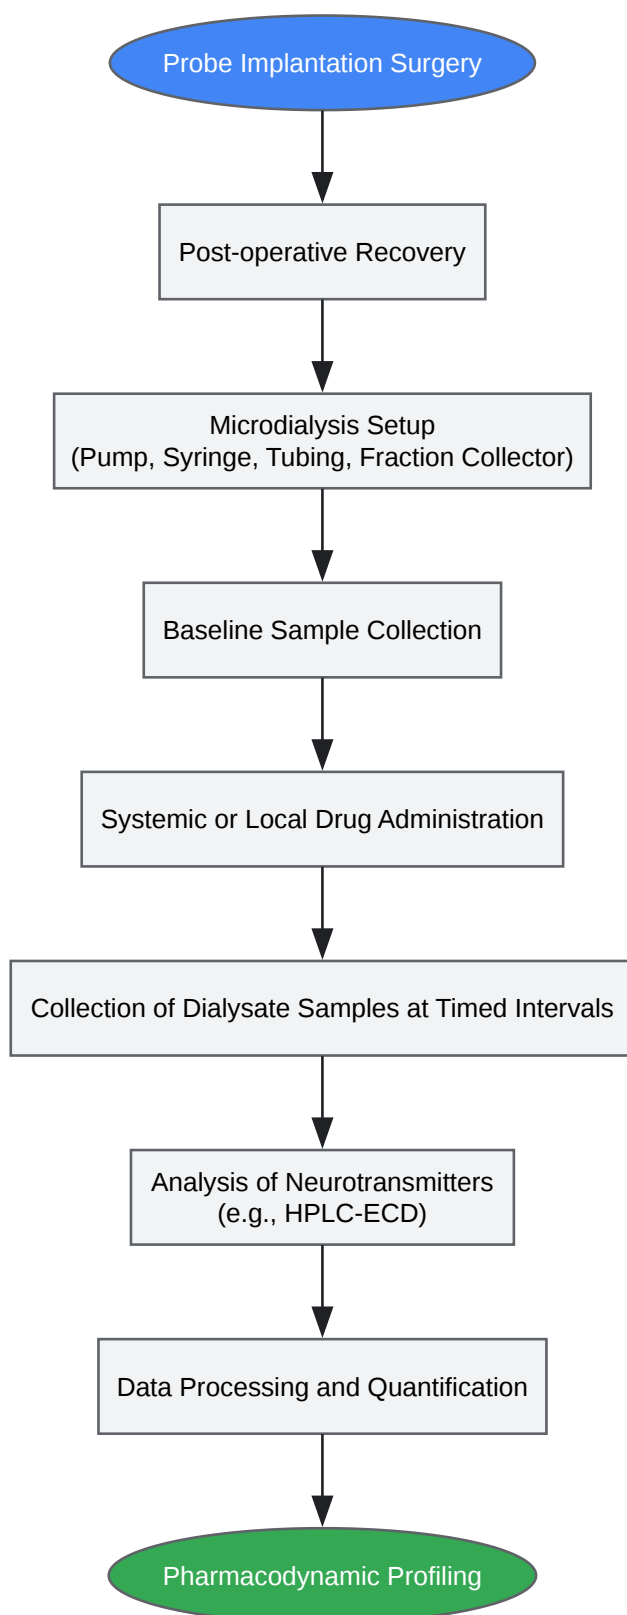 Probe Implantation Surgery
Post-operative Recovery
Microdialysis Setup
(Pump, Syringe, Tubing, Fraction Collector)
Baseline Sample Collection
Systemic or Local Drug Administration
Collection of Dialysate Samples at Timed Intervals
Analysis of Neurotransmitters
(e.g., HPLC-ECD)
Data Processing and Quantification
Pharmacodynamic Profiling